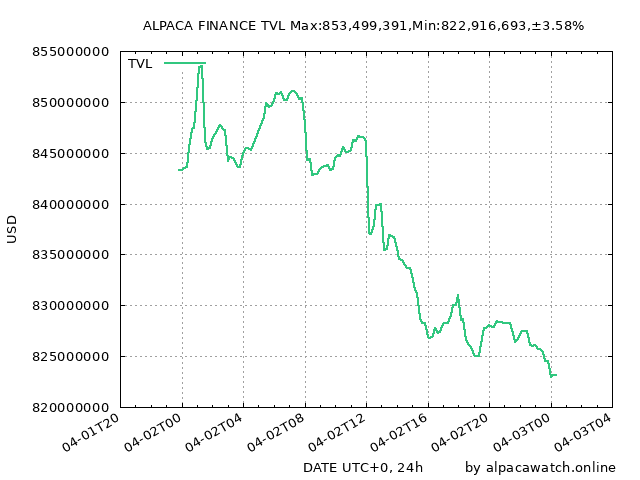 ALPACA FINANCE TVL Max:853,499,391,Min:822,916,693,±3.58%
TVL
855000000
850000000
845000000
840000000
835000000
830000000
825000000
820000000
USD
04-01T20
04-02T00
04-02T04
04-02T08
04-02T12
04-02T16
04-02T20
04-03T00
04-03T04
DATE UTC+0, 24h
by alpacawatch.online